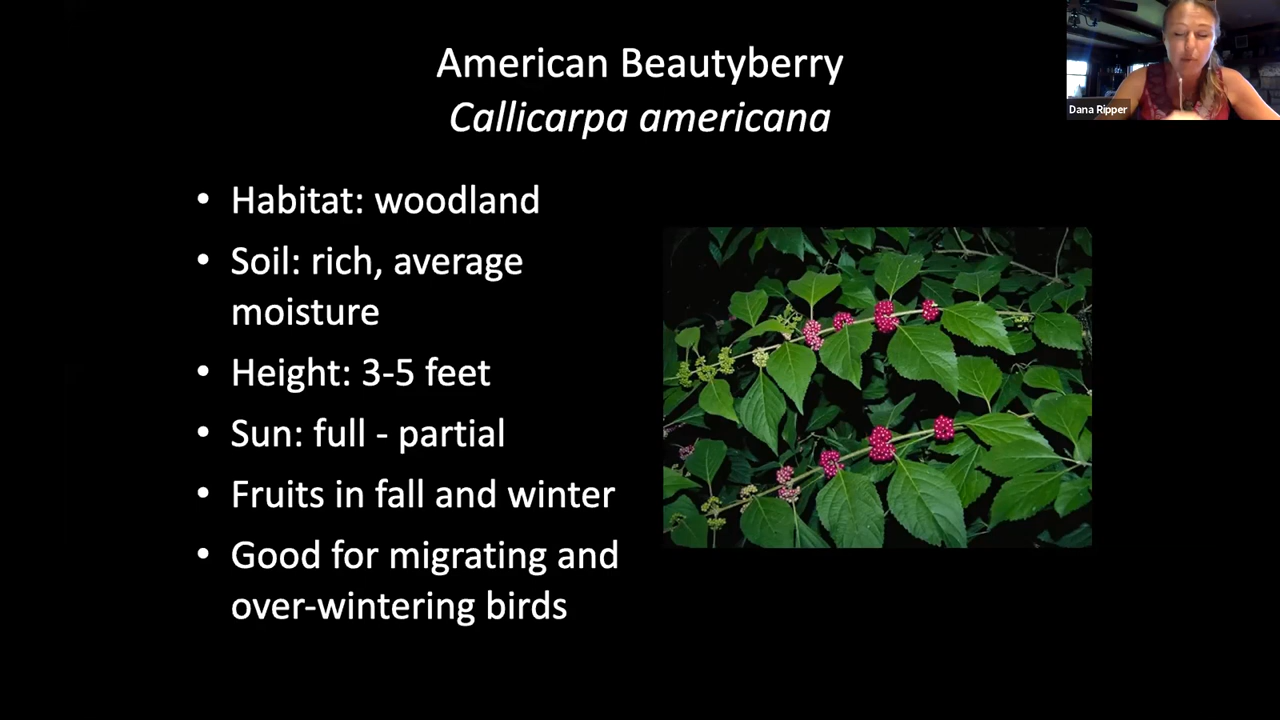 American Beautyberry
Callicarpa americana
Dana Ripper
• Habitat: woodland
• Soil: rich, average
moisture
• Height: 3-5 feet
• Sun: full - partial
• Fruits in fall and winter
• Good for migrating and
over-wintering birds